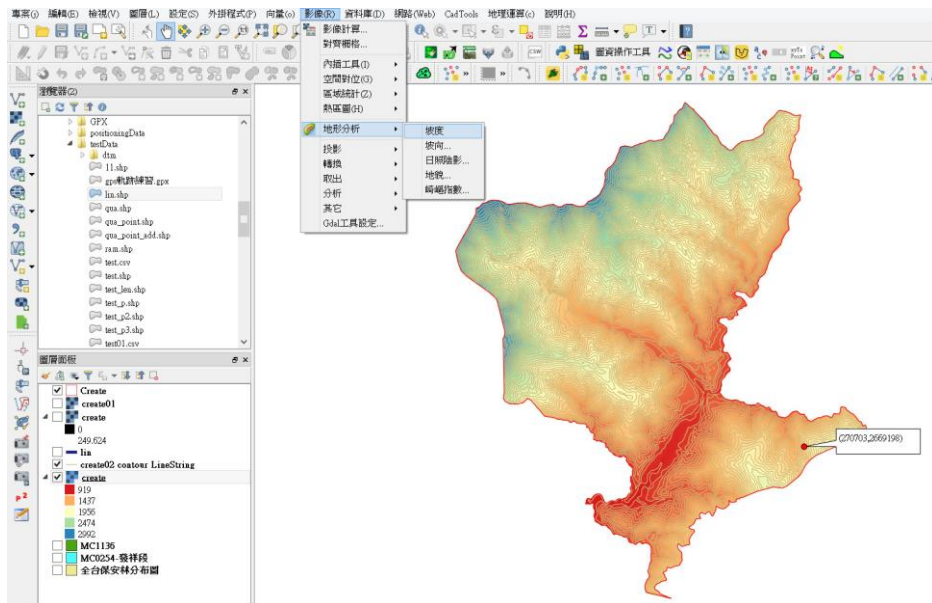 專案(J) 編輯(E) 檢視(V) 圖層(L) 設定(S) 外掛程式(P) 向量(o) 影像(R) 資料庫(D) 網路(Web) CadTools 地理運算(c) 說明(H)
影像計算...
對齊柵格...
內插工具(I)
空間對位(G)
區域統計(Z)
熱區圖(H)
地形分析
投影
轉換
取出
分析
其它
Gdal工具設定...
坡度
坡向...
日照陰影...
地貌...
崎嶇指數...
CSW
圖資操作工具
瀏覽器(2)
GPX
positioningData
testData
dtm
11.shp
gps軌跡練習.gpx
lin.shp
qua.shp
qua_point.shp
qua_point_add.shp
ram.shp
test.csv
test.shp
test_len.shp
test_p.shp
test_p2.shp
test_p3.shp
test01.csv
圖層面板
Create
create01
create
0
249.624
lin
create02 contour LineString
create
919
1437
1956
2474
2992
MC1136
MC0254-發祥段
全台保安林分布圖
(270703,2669198)